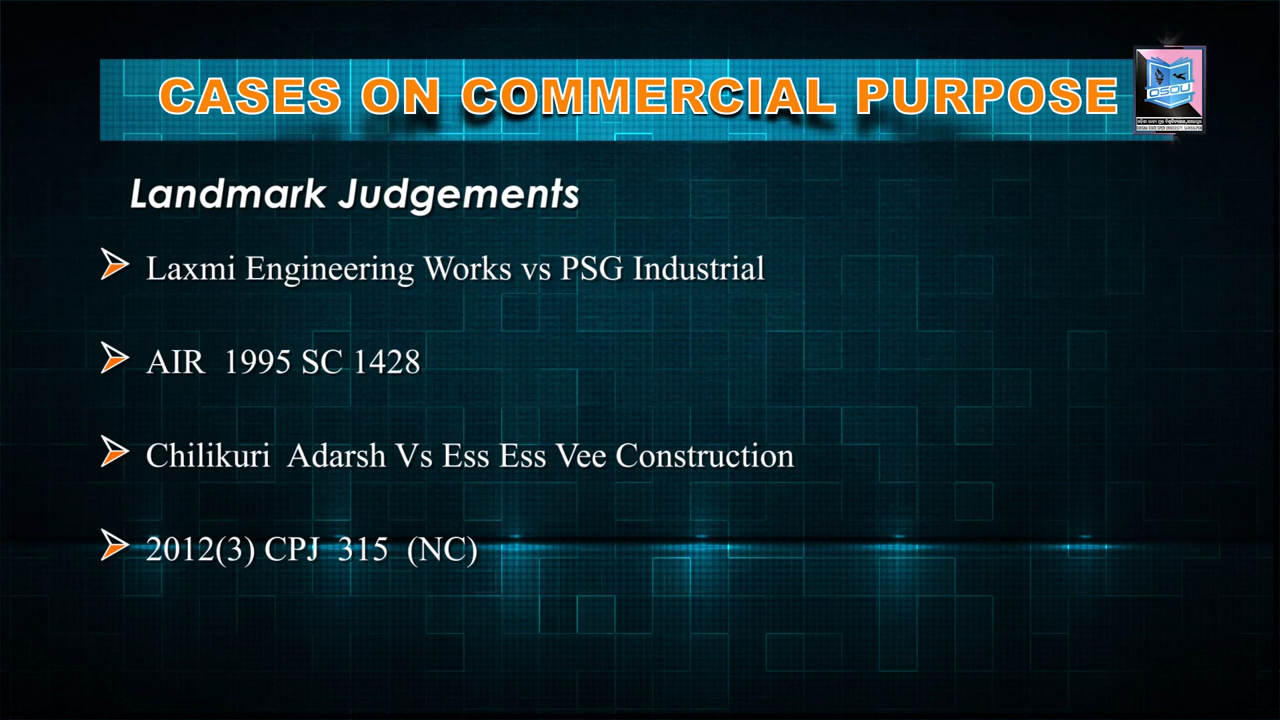 CASES ON COMMERCIAL PURPOSE
OSOU
Landmark Judgements
Laxmi Engineering Works vs PSG Industrial
AIR 1995 SC 1428
Chilikuri Adarsh Vs Ess Ess Vee Construction
2012(3) CPJ 315 (NC)